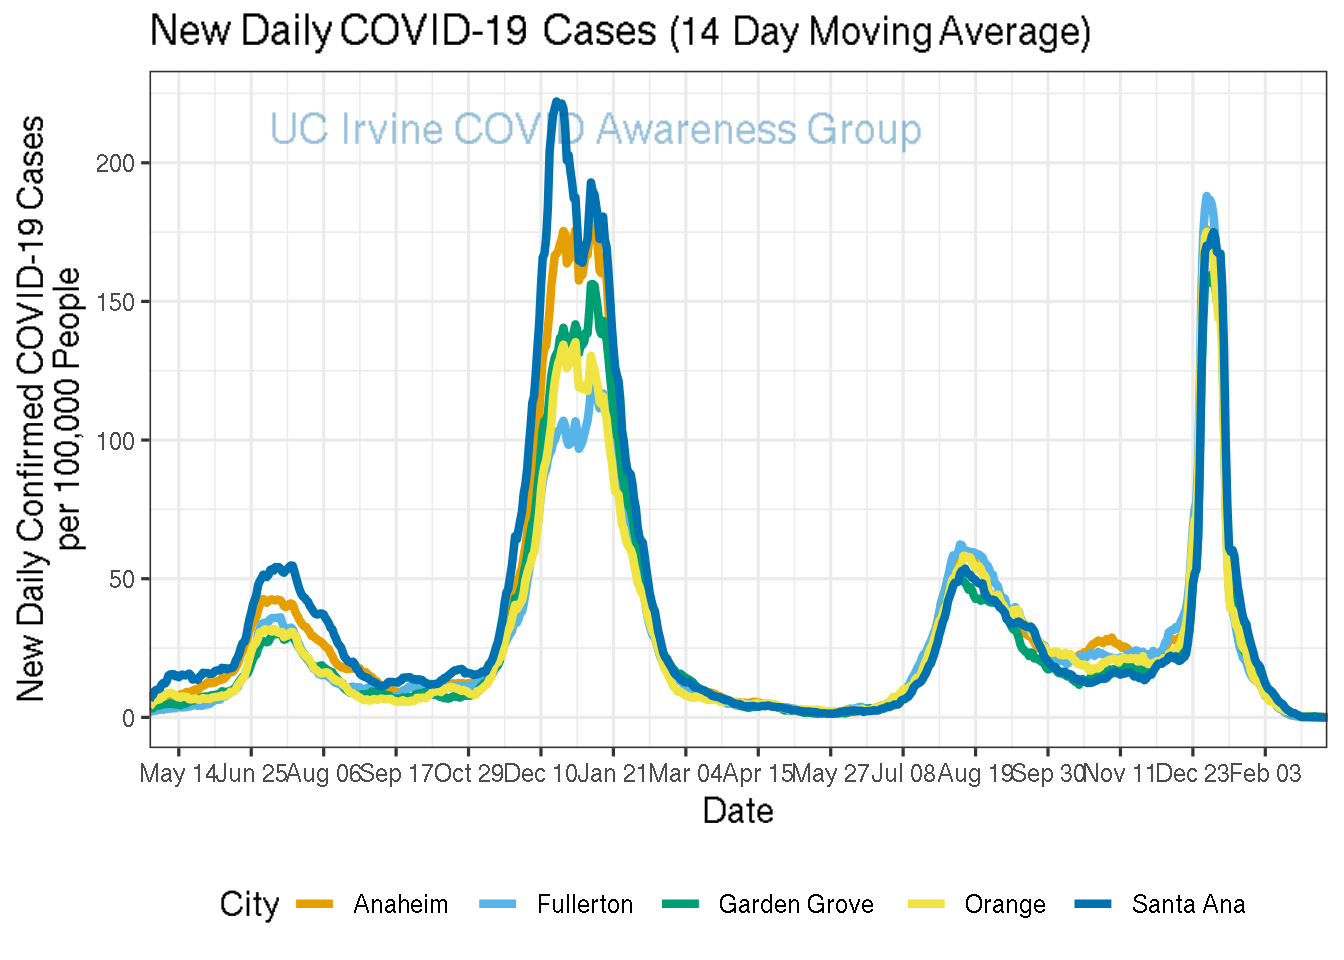 New Daily COVID-19 Cases (14 Day Moving Average)
UC Irvine COVID Awareness Group
New Daily Confirmed COVID-19 Cases
per 100,000 People
200
150
100
50
0
May 14 Jun 25 Aug 06 Sep 17 Oct 29 Dec 10 Jan 21 Mar 04 Apr 15 May 27 Jul 08 Aug 19 Sep 30 Nov 11 Dec 23 Feb 03
Date
City Anaheim Fullerton Garden Grove Orange Santa Ana